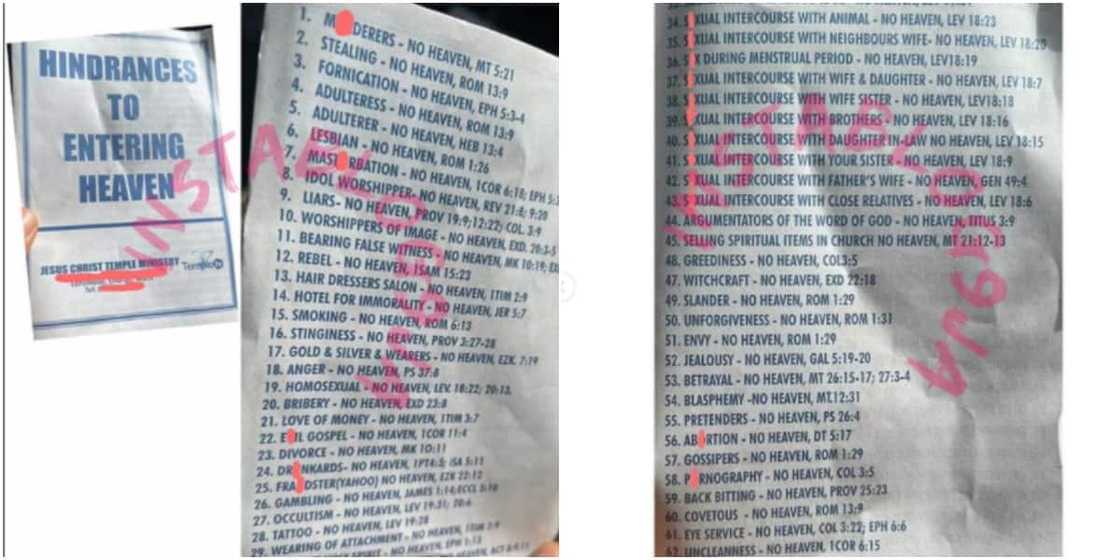 HINDRANCES
TO
ENTERING
HEAVEN
JESUS CHRIST TEMPLE MINISTRY
1. M DERERS - NO HEAVEN, MT 5:21
2. STEALING - NO HEAVEN, ROM 13:9
3. FORNICATION - NO HEAVEN, EPH 5:3-4
4. ADULTERESS - NO HEAVEN, ROM 13:9
5. ADULTERER - NO HEAVEN, HEB 13:4
6. LESBIAN - NO HEAVEN, ROM 1:26
7. MAST RBATION - NO HEAVEN, 1COR 6:18; EPH 5:
8. IDOL WORSHIPPER- NO HEAVEN, REV 21:8; 9:20
9. LIARS- NO HEAVEN, PROV 19:9;12:22; COL 3:9
10. WORSHIPPERS OF IMAGE - NO HEAVEN, EXD. 20:3-5
11. BEARING FALSE WITNESS - NO HEAVEN, MK 10:19;
12. REBEL - NO HEAVEN, 1SAM 15:23
13. HAIR DRESSERS SALON - NO HEAVEN, 1TIM 2:9
14. HOTEL FOR IMMORALITY - NO HEAVEN, JER 5:7
15. SMOKING - NO HEAVEN, ROM 6:13
16. STINGINESS - NO HEAVEN, PROV 3:27-28
17. GOLD & SILVER & WEARERS - NO HEAVEN, EZK. 7:19
18. ANGER - NO HEAVEN, PS 37:8
19. HOMOSEXUAL - NO HEAVEN, LEV. 18:22; 20:13,
20. BRIBERY - NO HEAVEN, EXD 23:8
21. LOVE OF MONEY - NO HEAVEN, 1TIM 3:7
22. E IL GOSPEL - NO HEAVEN, 1COR 11:4
23. DIVORCE - NO HEAVEN, MK 10:11
24. DR NKARDS- NO HEAVEN, 1PT4:3; ISA 5:11
25. FRA DSTER(YAHOO) NO HEAVEN, EZK 22:12
26. GAMBLING - NO HEAVEN, JAMES 1:14;ECCL 5:10
27. OCCULTISM - NO HEAVEN, LEV 19:31; 20:6
28. TATTOO - NO HEAVEN, LEV 19:28
29. WEARING OF ATTACHMENT - NO HEAVEN, 1TIM 2:9
34. S XUAL INTERCOURSE WITH ANIMAL - NO HEAVEN, LEV 18:23
35. S XUAL INTERCOURSE WITH NEIGHBOURS WIFE- NO HEAVEN, LEV 18:20
36. S X DURING MENSTRUAL PERIOD - NO HEAVEN, LEV18:19
37. S XUAL INTERCOURSE WITH WIFE & DAUGHTER - NO HEAVEN, LEV 18:7
38. S XUAL INTERCOURSE WITH WIFE SISTER - NO HEAVEN, LEV18:18
39. S XUAL INTERCOURSE WITH BROTHERS - NO HEAVEN, LEV 18:16
40. S XUAL INTERCOURSE WITH DAUGHTER IN-LAW NO HEAVEN, LEV 18:15
41. S XUAL INTERCOURSE WITH YOUR SISTER - NO HEAVEN, LEV 18:9
42. S XUAL INTERCOURSE WITH FATHER'S WIFE - NO HEAVEN, GEN 49:4
43. S XUAL INTERCOURSE WITH CLOSE RELATIVES - NO HEAVEN, LEV 18:6
44. ARGUMENTATORS OF THE WORD OF GOD - NO HEAVEN, TITUS 3:9
45. SELLING SPIRITUAL ITEMS IN CHURCH NO HEAVEN, MT 21:12-13
48. GREEDINESS - NO HEAVEN, COL3:5
47. WITCHCRAFT - NO HEAVEN, EXD 22:18
49. SLANDER - NO HEAVEN, ROM 1:29
50. UNFORGIVENESS - NO HEAVEN, ROM 1:31
51. ENVY - NO HEAVEN, ROM 1:29
52. JEALOUSY - NO HEAVEN, GAL 5:19-20
53. BETRAYAL - NO HEAVEN, MT 26:15-17; 27:3-4
54. BLASPHEMY -NO HEAVEN, MT.12:31
55. PRETENDERS - NO HEAVEN, PS 26:4
56. AB RTION - NO HEAVEN, DT 5:17
57. GOSSIPERS - NO HEAVEN, ROM 1:29
58. P RNOGRAPHY - NO HEAVEN, COL 3:5
59. BACK BITTING - NO HEAVEN, PROV 25:23
60. COVETOUS - NO HEAVEN, ROM 13:9
61. EYE SERVICE - NO HEAVEN, COL 3:22; EPH 6:6
62. UNCLEANNESS - NO HEAVEN, 1COR 6:15
INSTABLOG9JA
INSTABLOG9JA